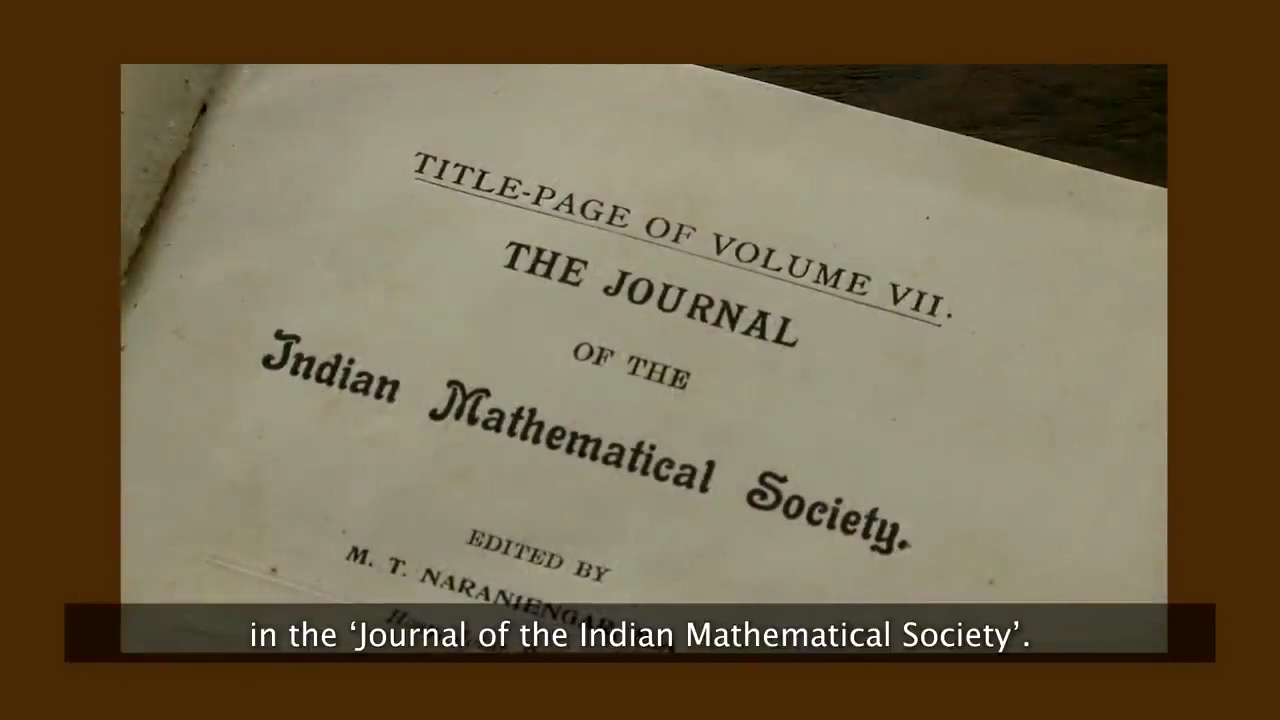 TITLE-PAGE OF VOLUME VII.
THE JOURNAL
OF THE
Indian Mathematical Society.
EDITED BY
M. T. NARANIENGAR
in the ‘Journal of the Indian Mathematical Society’.